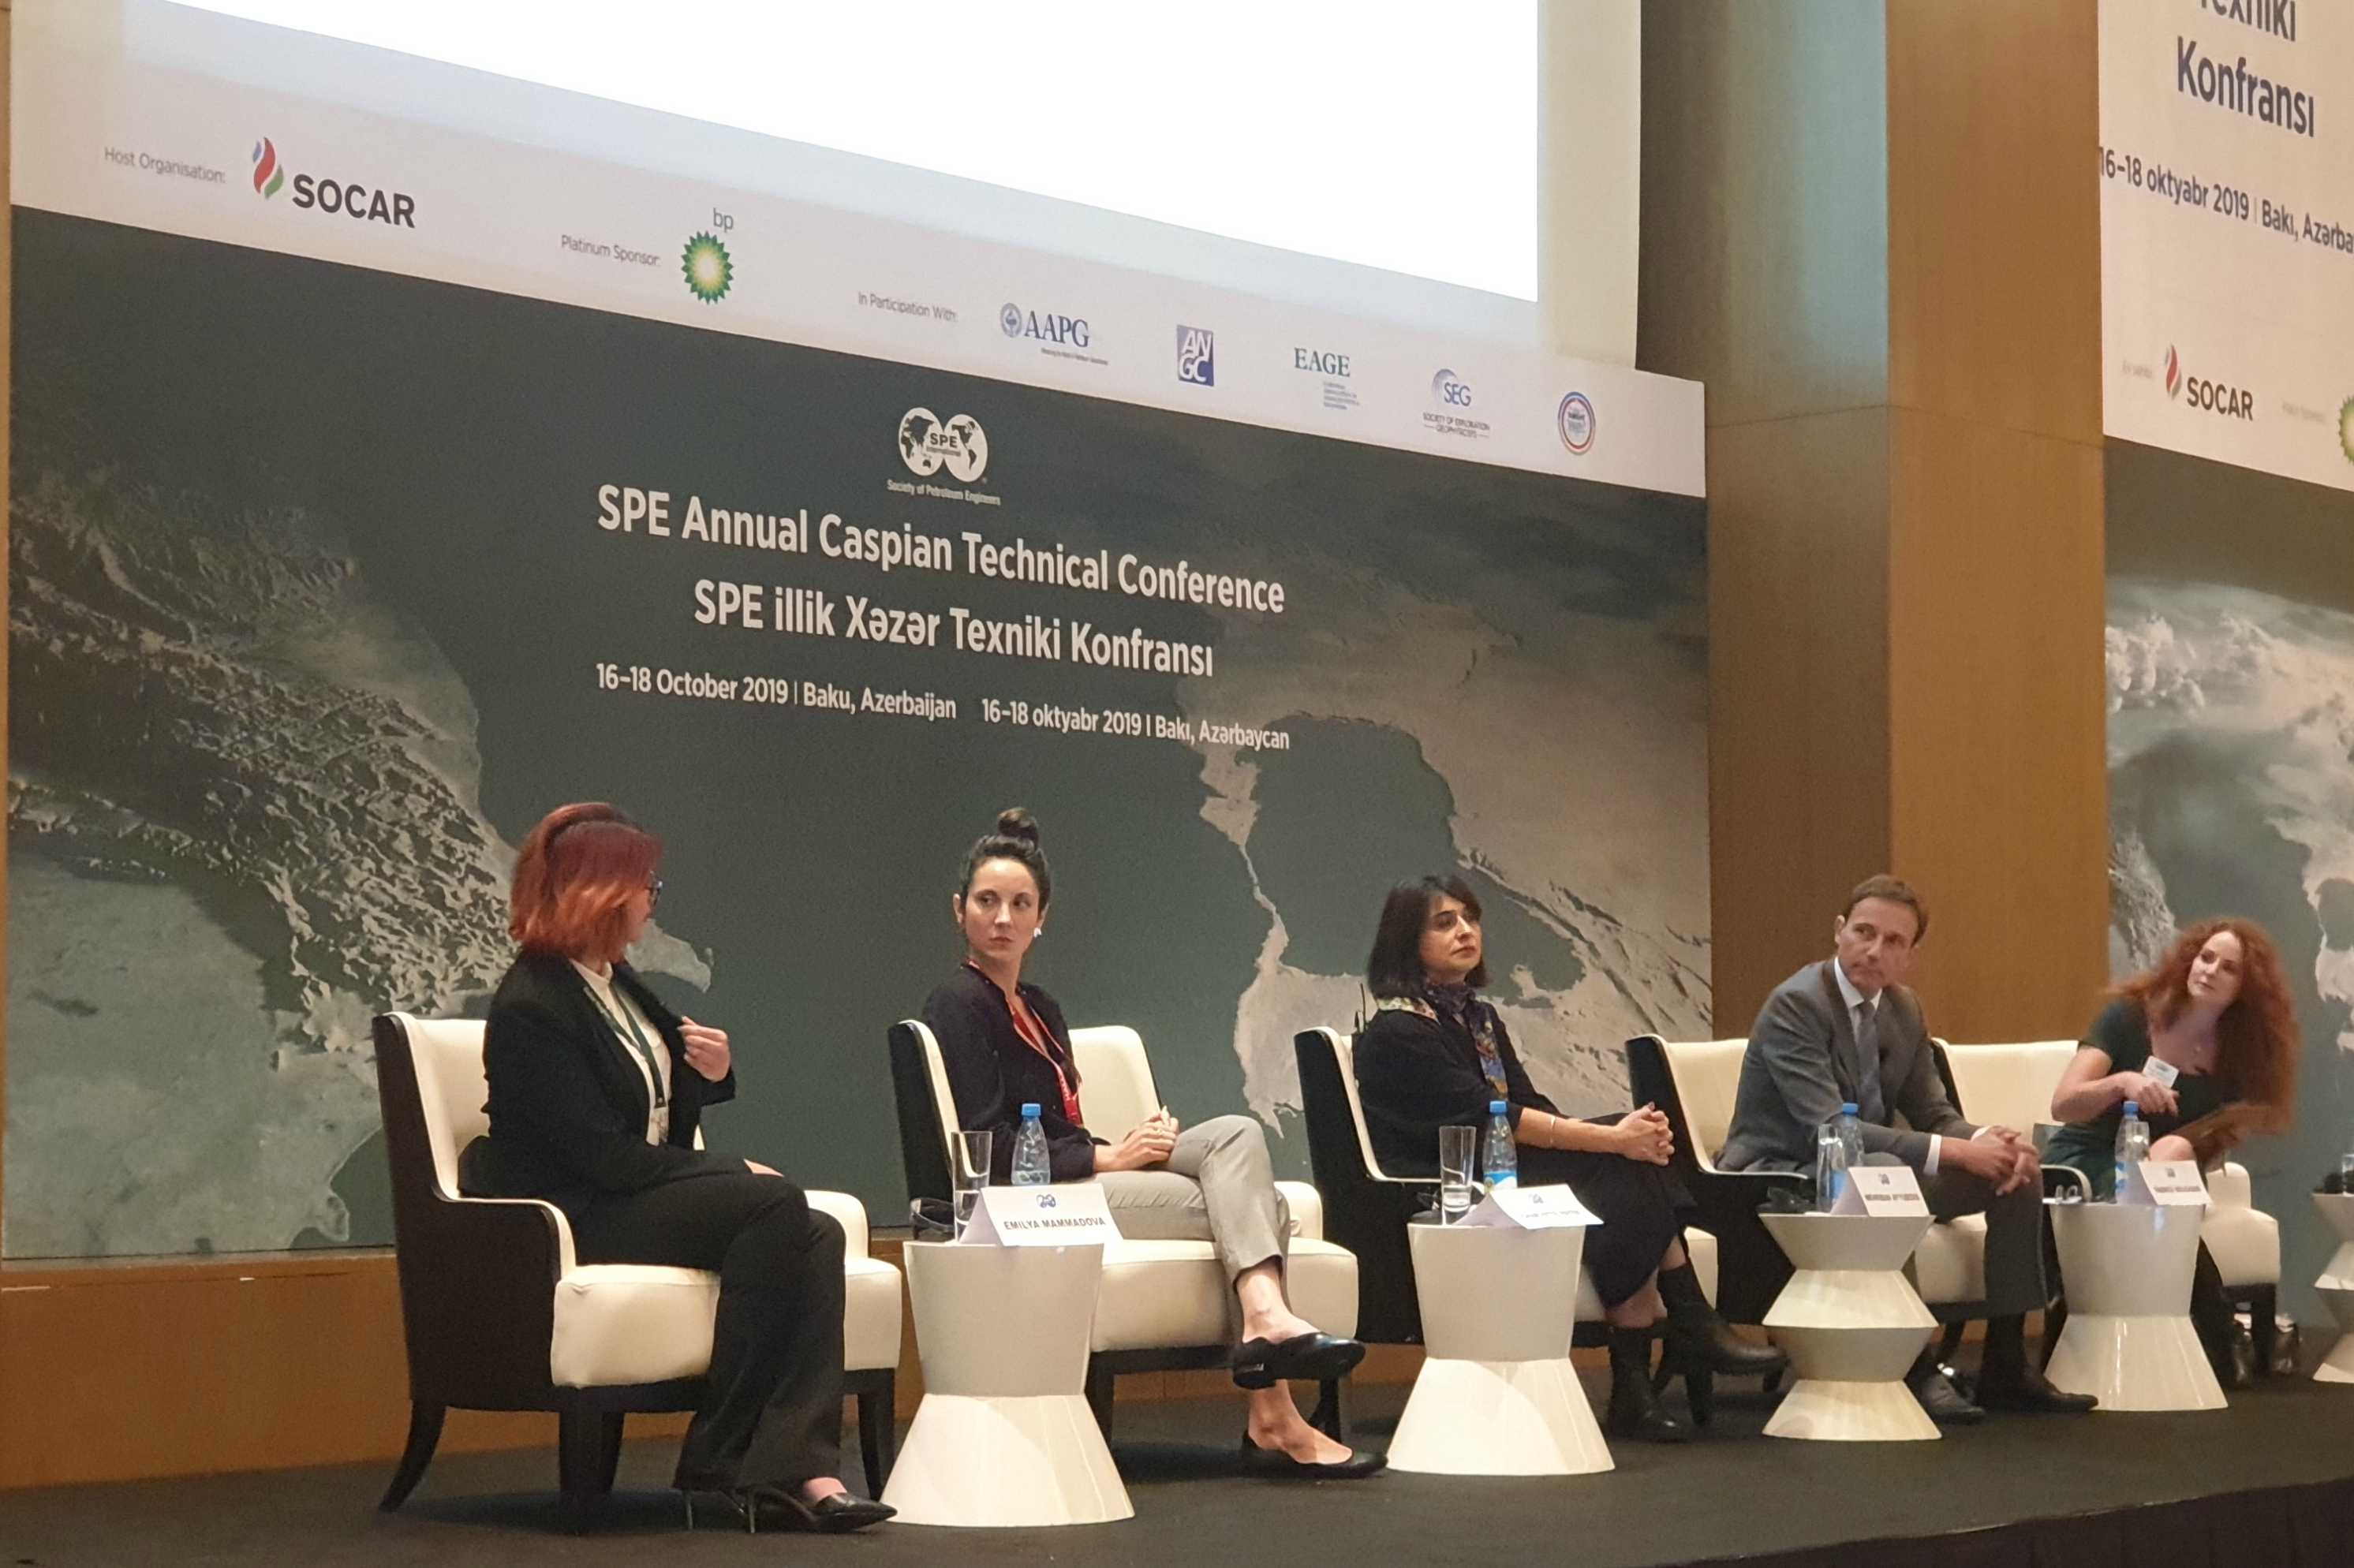 Host Organisation:
SOCAR
Platinum Sponsor:
bp
In Participation With:
AAPG
AN
GC
EAGE
SEG
SOCIETY OF EXPLORATION
GEOPHYSICISTS
SPE
International
Society of Petroleum Engineers
SPE Annual Caspian Technical Conference
SPE illik Xəzər Texniki Konfransı
16–18 October 2019 | Baku, Azerbaijan 16–18 oktyabr 2019 | Bakı, Azərbaycan
EMILYA MAMMADOVA
Texniki
Konfransı
16–18 oktyabr 2019 | Bakı, Azərba
SOCAR